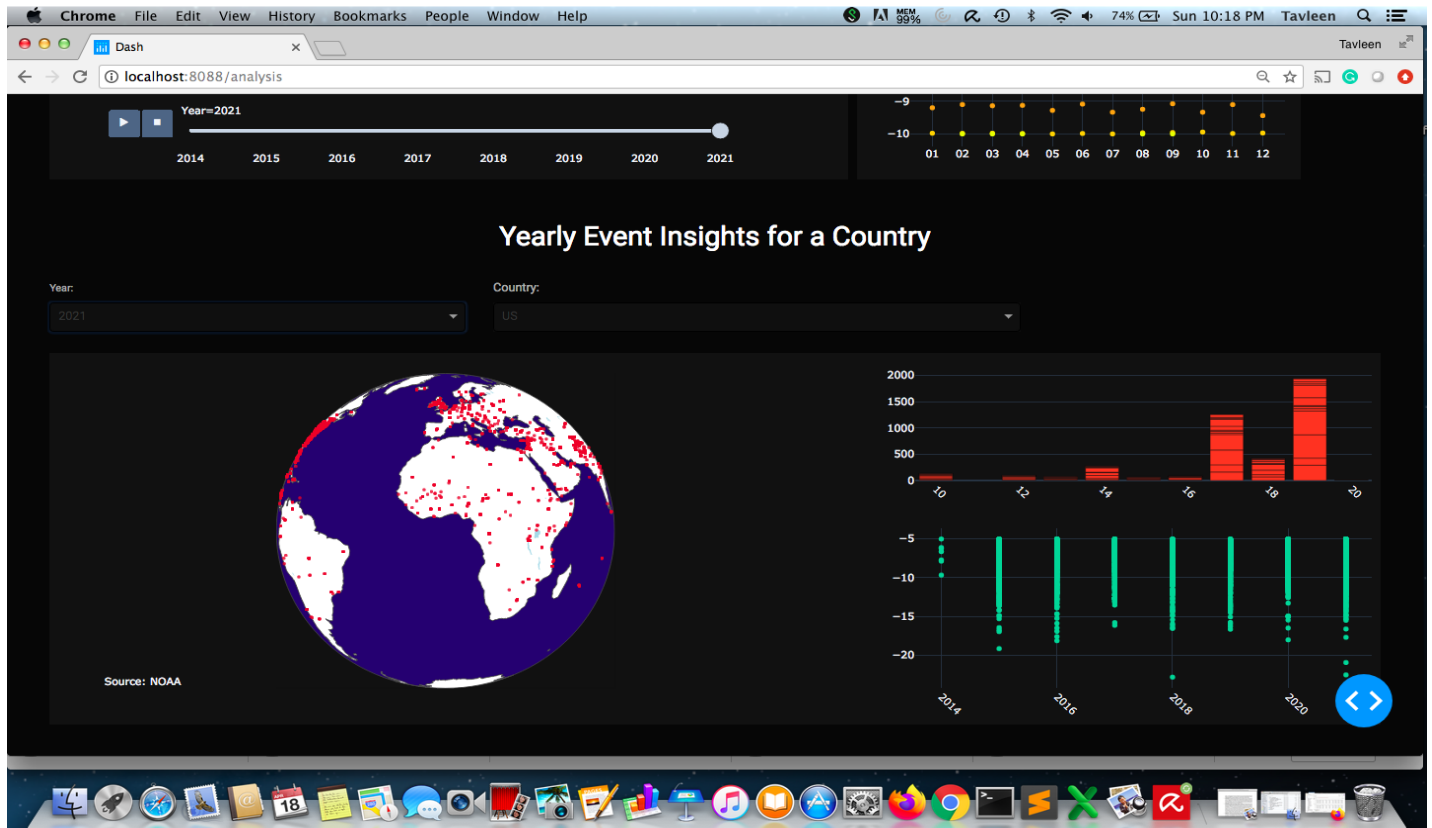 Chrome File Edit View History Bookmarks People Window Help MEM 99% 74% Sun 10:18 PM Tavleen
Dash Tavleen
localhost:8088/analysis
Year=2021
2014 2015 2016 2017 2018 2019 2020 2021
−9
−10
01 02 03 04 05 06 07 08 09 10 11 12
Yearly Event Insights for a Country
Year: Country:
2021 US
2000
1500
1000
500
0
10 12 14 16 18 20
−5
−10
−15
−20
2014 2016 2018 2020
Source: NOAA
18